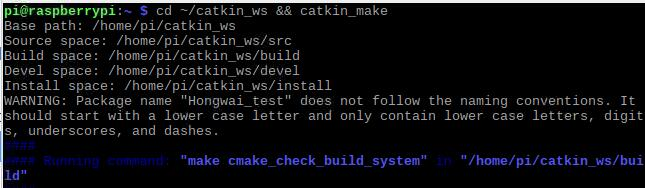 pi@raspberrypi:~ $ cd ~/catkin_ws && catkin_make
Base path: /home/pi/catkin_ws
Source space: /home/pi/catkin_ws/src
Build space: /home/pi/catkin_ws/build
Devel space: /home/pi/catkin_ws/devel
Install space: /home/pi/catkin_ws/install
WARNING: Package name "Hongwai_test" does not follow the naming conventions. It
should start with a lower case letter and only contain lower case letters, digit
s, underscores, and dashes.
####
#### Running command: "make cmake_check_build_system" in "/home/pi/catkin_ws/bui
ld"